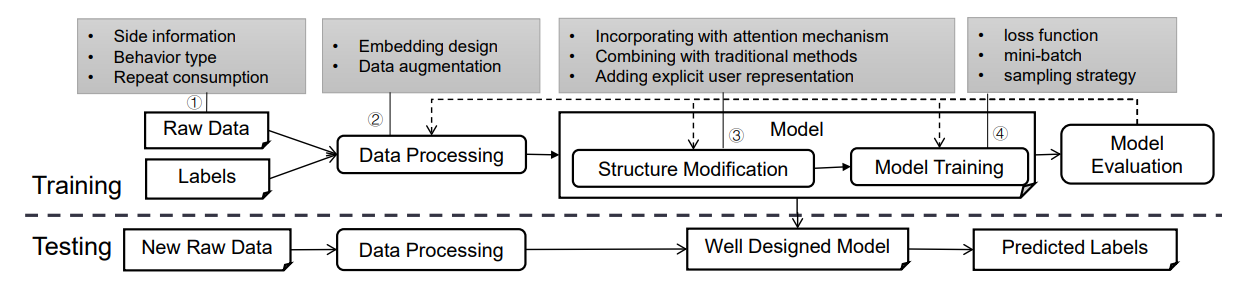 • Side information
• Behavior type
• Repeat consumption
• Embedding design
• Data augmentation
• Incorporating with attention mechanism
• Combining with traditional methods
• Adding explicit user representation
• loss function
• mini-batch
• sampling strategy
①
②
③
④
Raw Data
Labels
Data Processing
Model
Structure Modification
Model Training
Model
Evaluation
Training
Testing
New Raw Data
Data Processing
Well Designed Model
Predicted Labels